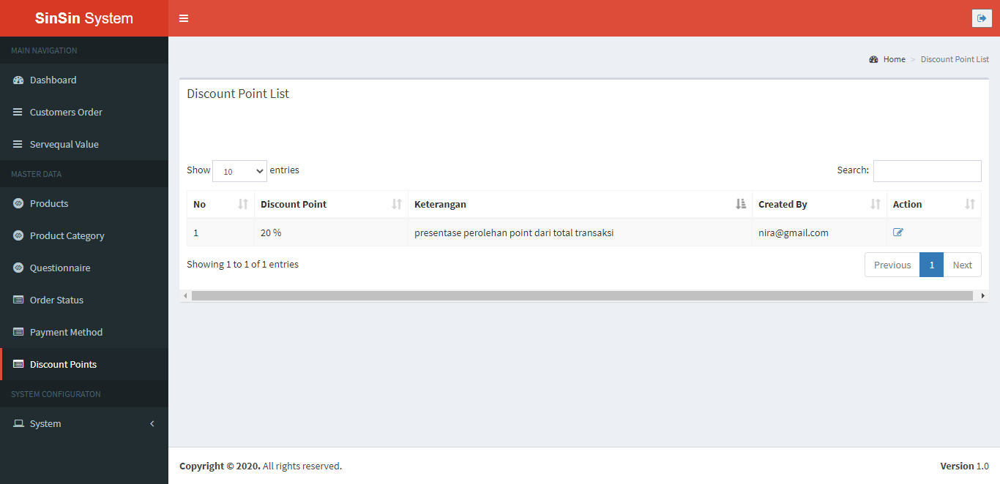 SinSin System
MAIN NAVIGATION
Dashboard
Customers Order
Servequal Value
MASTER DATA
Products
Product Category
Questionnaire
Order Status
Payment Method
Discount Points
SYSTEM CONFIGURATON
System
Home > Discount Point List
Discount Point List
Show 10 entries
Search:
No Discount Point Keterangan Created By Action
1 20 % presentase perolehan point dari total transaksi nira@gmail.com
Showing 1 to 1 of 1 entries
Previous 1 Next
Copyright © 2020. All rights reserved.
Version 1.0